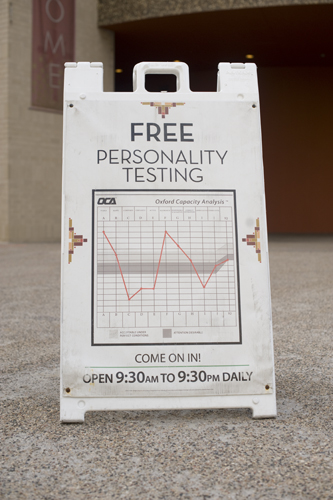 OME
FREE
PERSONALITY
TESTING
OCA Oxford Capacity Analysis
A B C D E F G H I J
COME ON IN!
OPEN 9:30AM TO 9:30PM DAILY